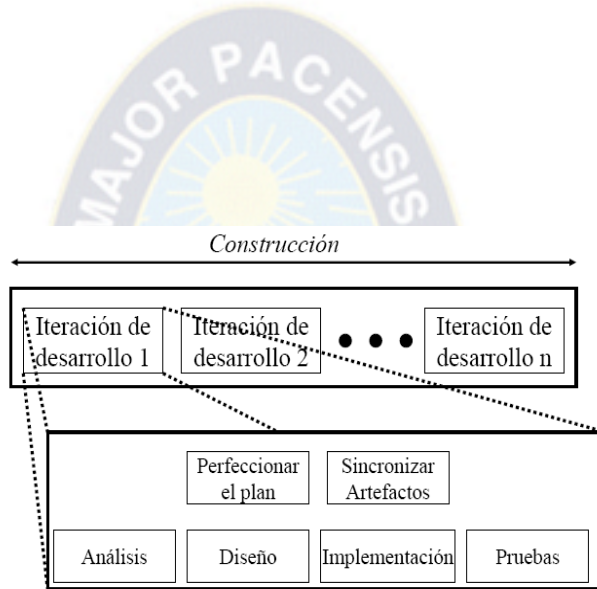 MAJOR PACENSIS
Construcción
Iteración de
desarrollo 1
Iteración de
desarrollo 2
Iteración de
desarrollo n
Perfeccionar
el plan
Sincronizar
Artefactos
Análisis
Diseño
Implementación
Pruebas